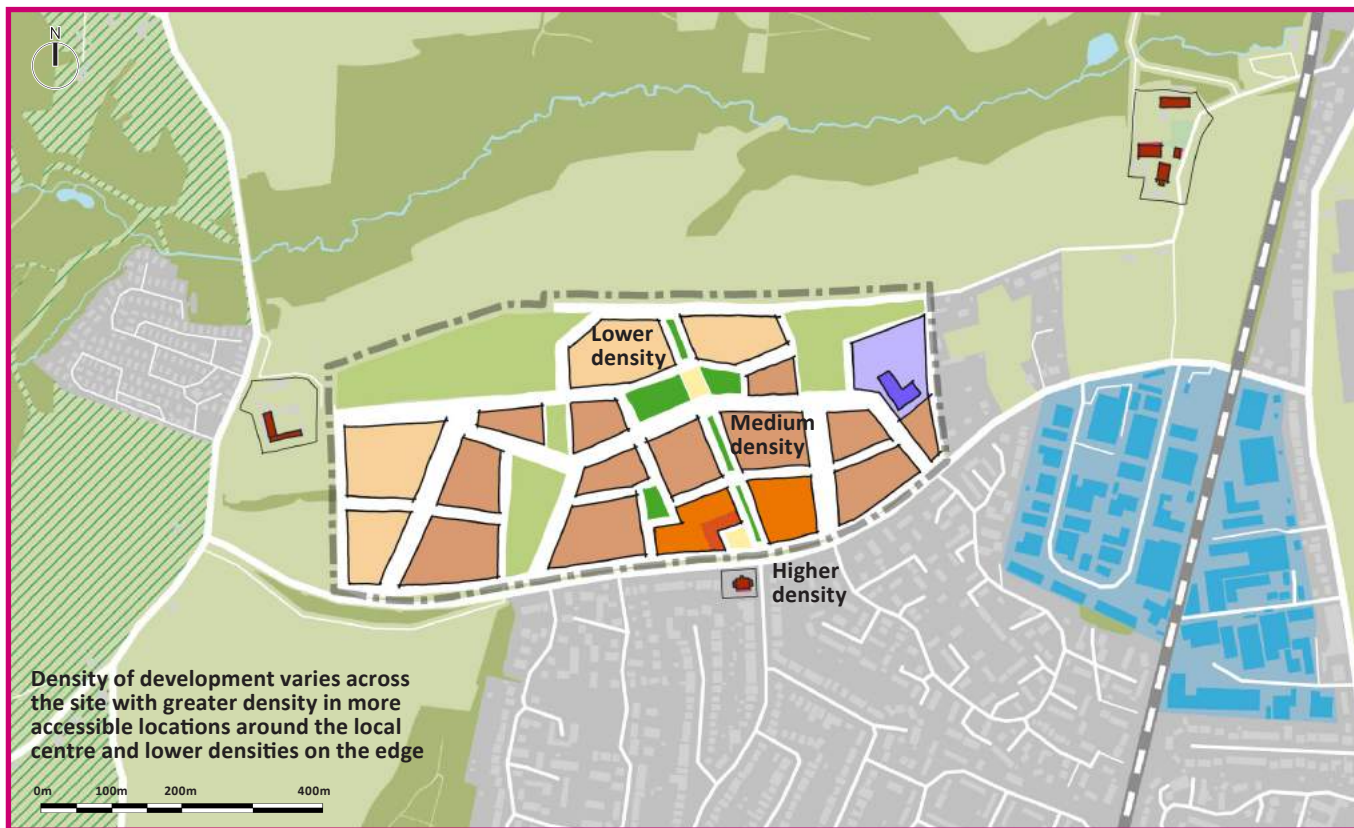 N
Lower
density
Medium
density
Higher
density
Density of development varies across
the site with greater density in more
accessible locations around the local
centre and lower densities on the edge
0m 100m 200m 400m